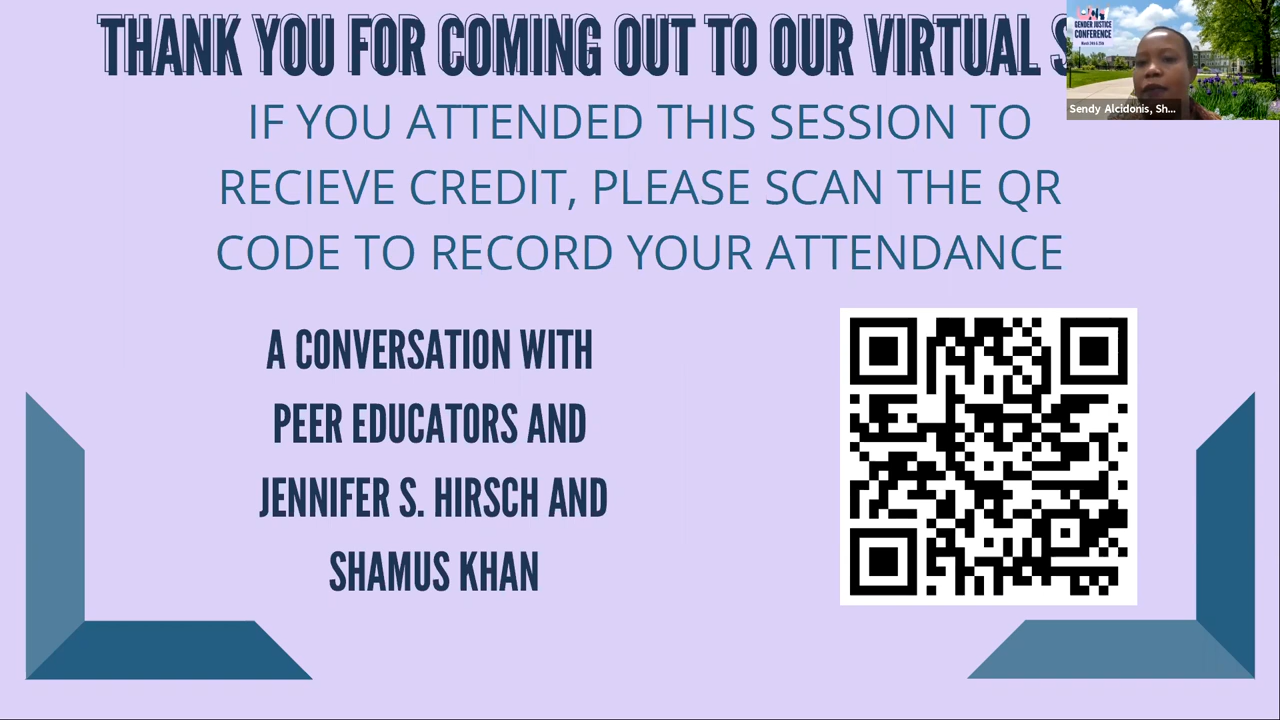 THANK YOU FOR COMING OUT TO OUR VIRTUAL S
IF YOU ATTENDED THIS SESSION TO
RECIEVE CREDIT, PLEASE SCAN THE QR
CODE TO RECORD YOUR ATTENDANCE
A CONVERSATION WITH
PEER EDUCATORS AND
JENNIFER S. HIRSCH AND
SHAMUS KHAN
GENDER JUSTICE
CONFERENCE
Sendy Alcidonis, Sh...